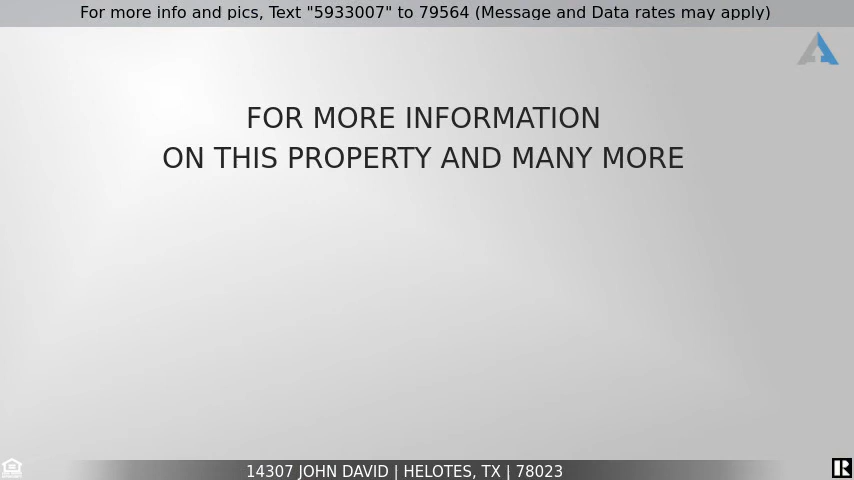 For more info and pics, Text "5933007" to 79564 (Message and Data rates may apply)
FOR MORE INFORMATION
ON THIS PROPERTY AND MANY MORE
14307 JOHN DAVID | HELOTES, TX | 78023